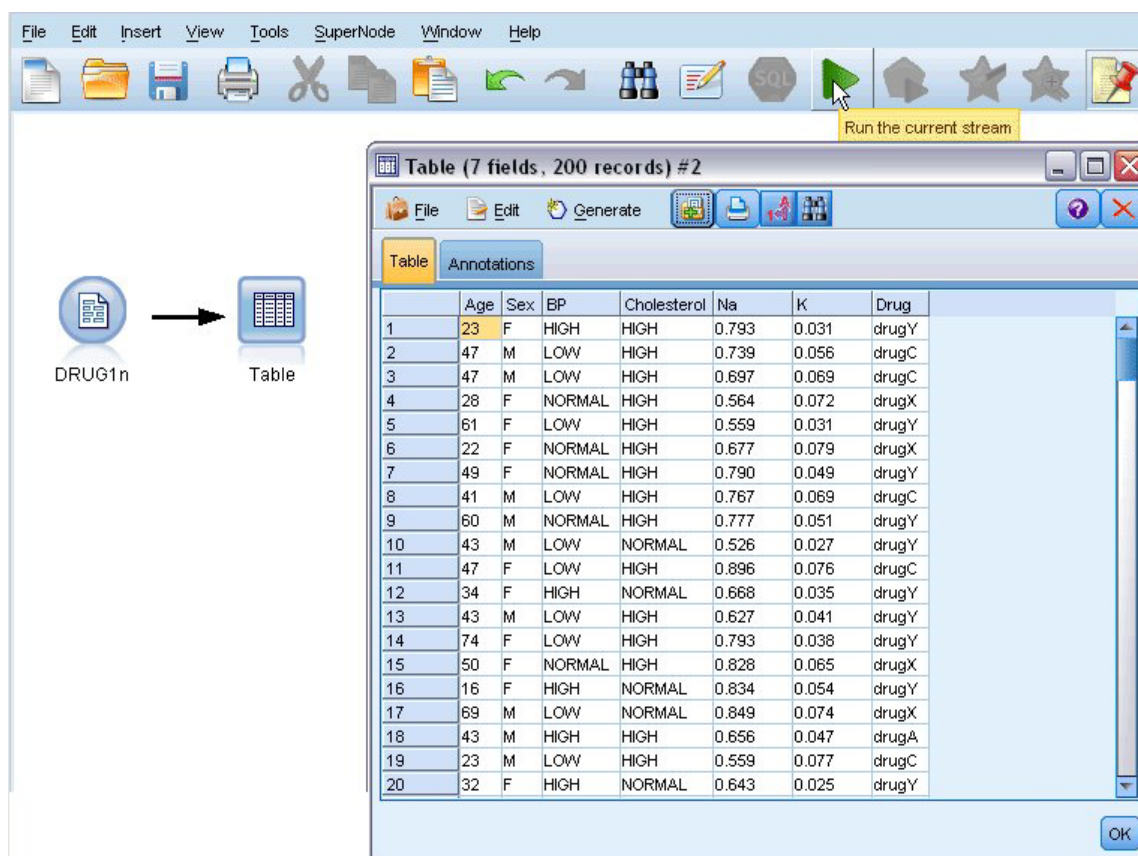 File Edit Insert View Tools SuperNode Window Help
SQL
Run the current stream
Table (7 fields, 200 records) #2
File Edit Generate
Table Annotations
Age Sex BP Cholesterol Na K Drug
1 23 F HIGH HIGH 0.793 0.031 drugY
2 47 M LOW HIGH 0.739 0.056 drugC
3 47 M LOW HIGH 0.697 0.069 drugC
4 28 F NORMAL HIGH 0.564 0.072 drugX
5 61 F LOW HIGH 0.559 0.031 drugY
6 22 F NORMAL HIGH 0.677 0.079 drugX
7 49 F NORMAL HIGH 0.790 0.049 drugY
8 41 M LOW HIGH 0.767 0.069 drugC
9 60 M NORMAL HIGH 0.777 0.051 drugY
10 43 M LOW NORMAL 0.526 0.027 drugY
11 47 F LOW HIGH 0.896 0.076 drugC
12 34 F HIGH NORMAL 0.668 0.035 drugY
13 43 M LOW HIGH 0.627 0.041 drugY
14 74 F LOW HIGH 0.793 0.038 drugY
15 50 F NORMAL HIGH 0.828 0.065 drugX
16 16 F HIGH NORMAL 0.834 0.054 drugY
17 69 M LOW NORMAL 0.849 0.074 drugX
18 43 M HIGH HIGH 0.656 0.047 drugA
19 23 M LOW HIGH 0.559 0.077 drugC
20 32 F HIGH NORMAL 0.643 0.025 drugY
DRUG1n
Table
OK